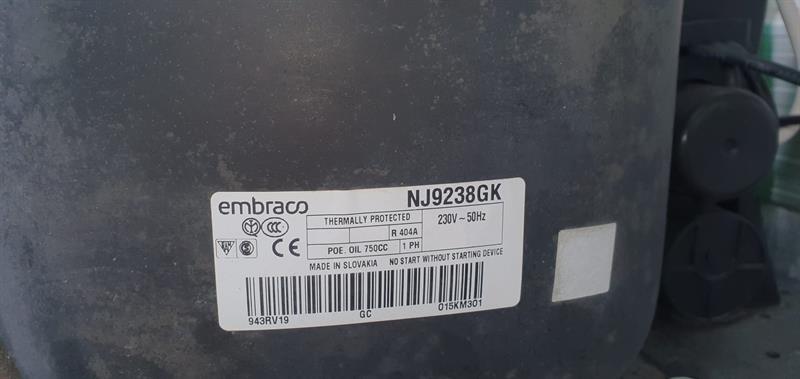 embraco NJ9238GK
THERMALLY PROTECTED 230V ~ 50Hz
R 404A
POE. OIL 750CC 1 PH
CE
MADE IN SLOVAKIA NO START WITHOUT STARTING DEVICE
943RV19 GC 015KM301